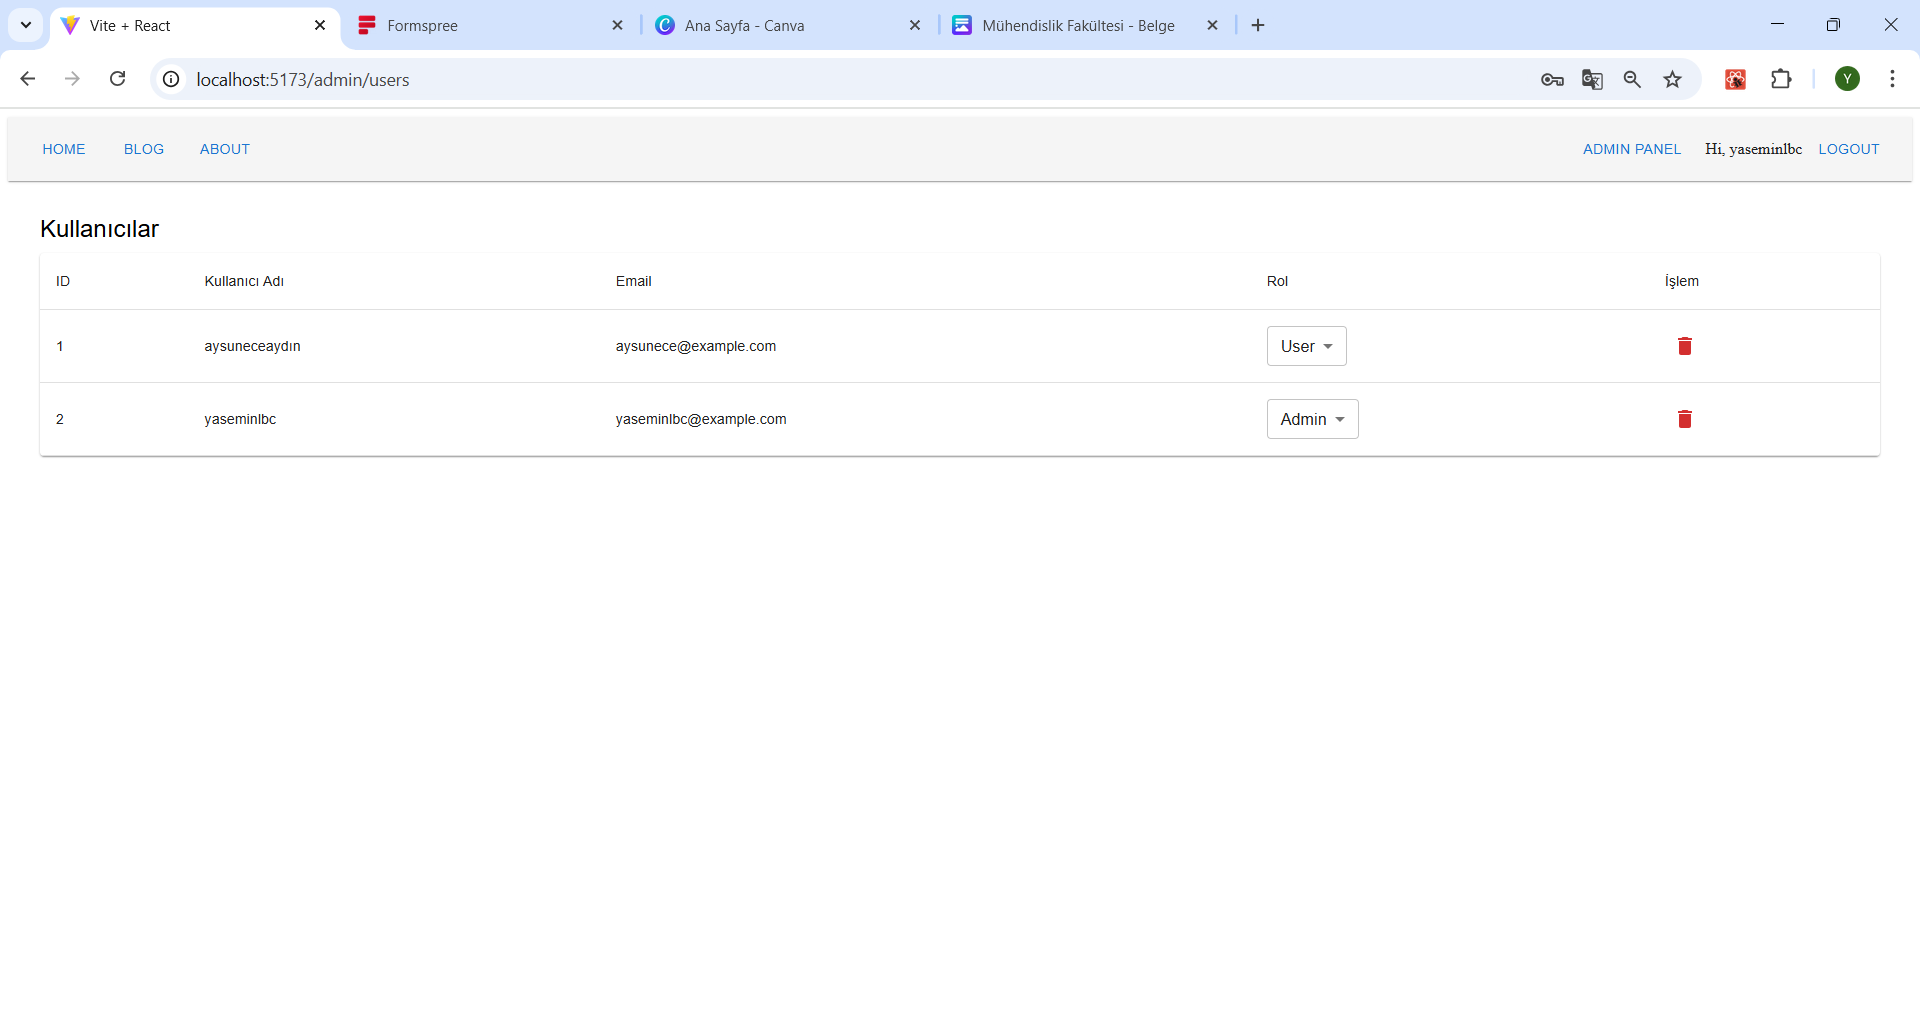 Vite + React
Formspree
Ana Sayfa - Canva
Mühendislik Fakültesi - Belge
localhost:5173/admin/users
Y
HOME BLOG ABOUT ADMIN PANEL Hi, yaseminlbc LOGOUT
Kullanıcılar
ID Kullanıcı Adı Email Rol İşlem
1 aysuneceaydın aysunece@example.com User
2 yaseminlbc yaseminlbc@example.com Admin